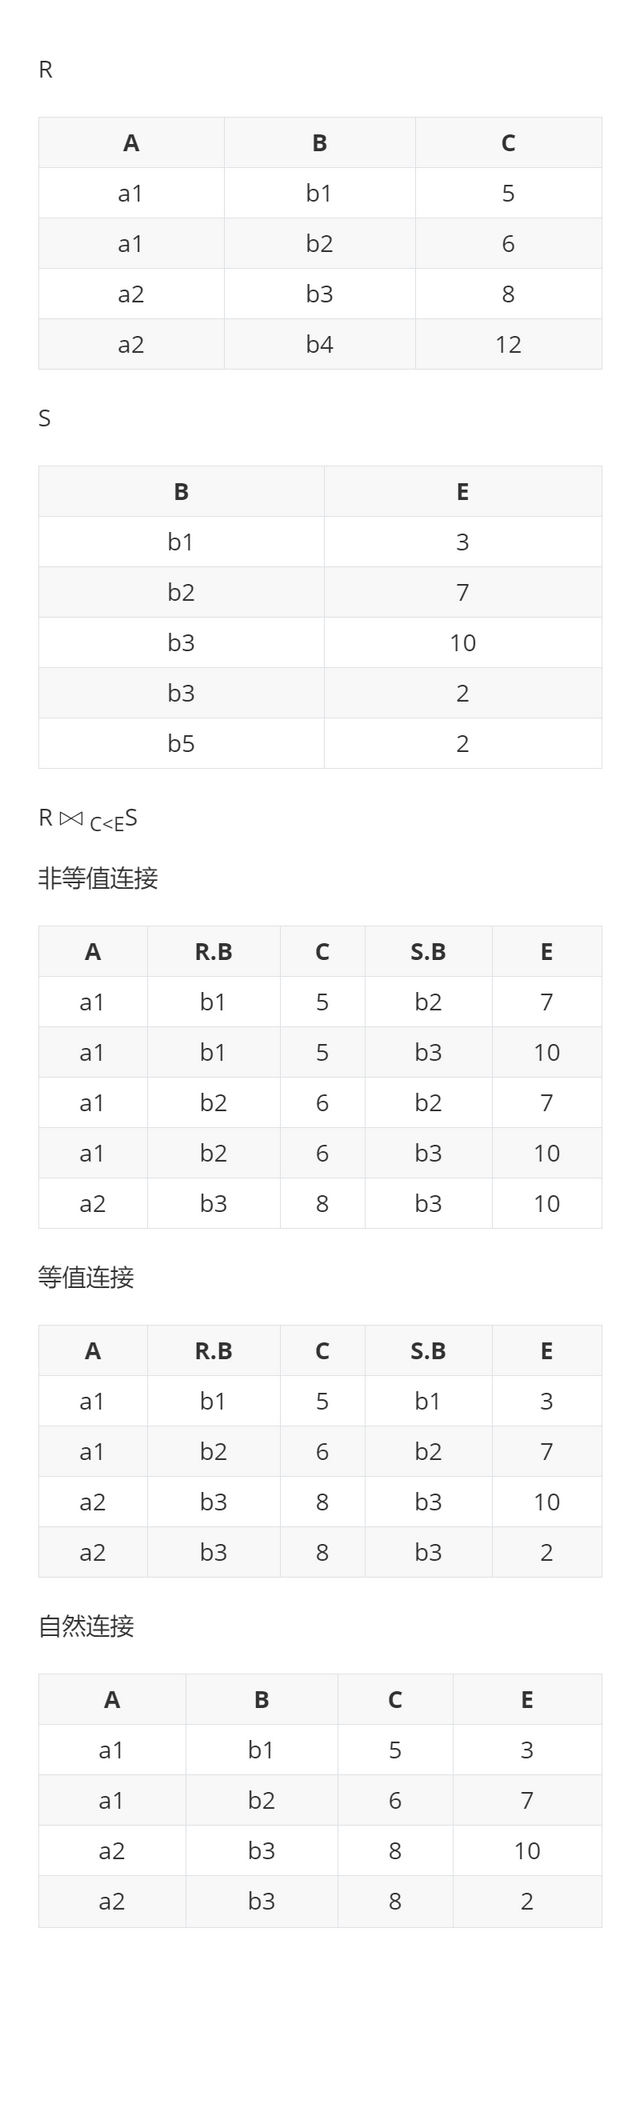 R
A B C
a1 b1 5
a1 b2 6
a2 b3 8
a2 b4 12
S
B E
b1 3
b2 7
b3 10
b3 2
b5 2
R ⋈ C<ES
非等值连接
A R.B C S.B E
a1 b1 5 b2 7
a1 b1 5 b3 10
a1 b2 6 b2 7
a1 b2 6 b3 10
a2 b3 8 b3 10
等值连接
A R.B C S.B E
a1 b1 5 b1 3
a1 b2 6 b2 7
a2 b3 8 b3 10
a2 b3 8 b3 2
自然连接
A B C E
a1 b1 5 3
a1 b2 6 7
a2 b3 8 10
a2 b3 8 2